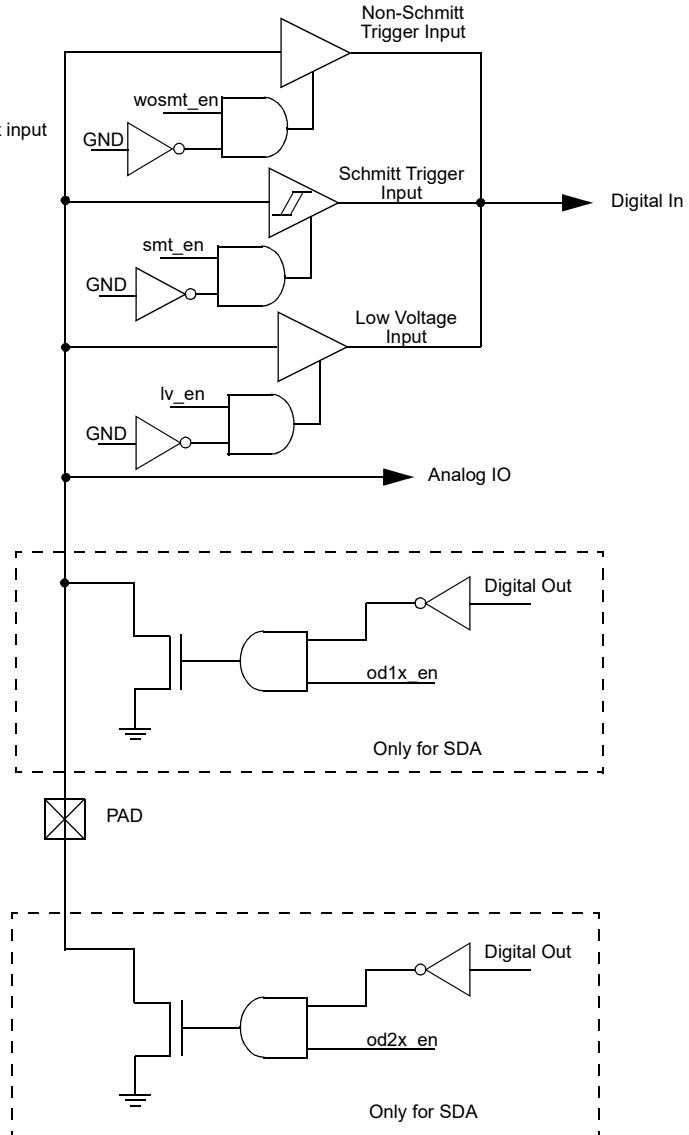 Non-Schmitt
Trigger Input
wosmt_en
input
GND
Schmitt Trigger
Input
Digital In
smt_en
GND
Low Voltage
Input
lv_en
GND
Analog IO
Digital Out
od1x_en
Only for SDA
PAD
Digital Out
od2x_en
Only for SDA